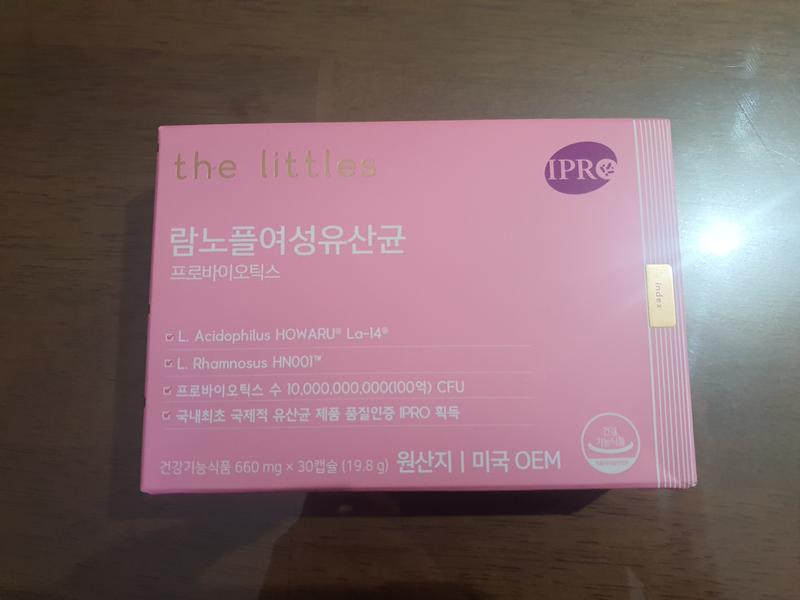 the littles
IPRO
람노플여성유산균
프로바이오틱스
index
L. Acidophilus HOWARU® La-14®
L. Rhamnosus HN001™
프로바이오틱스 수 10,000,000,000(100억) CFU
국내최초 국제적 유산균 제품 품질인증 IPRO 획득
건강
기능식품
건강기능식품 660 mg × 30캡슐 (19.8 g) 원산지 | 미국 OEM